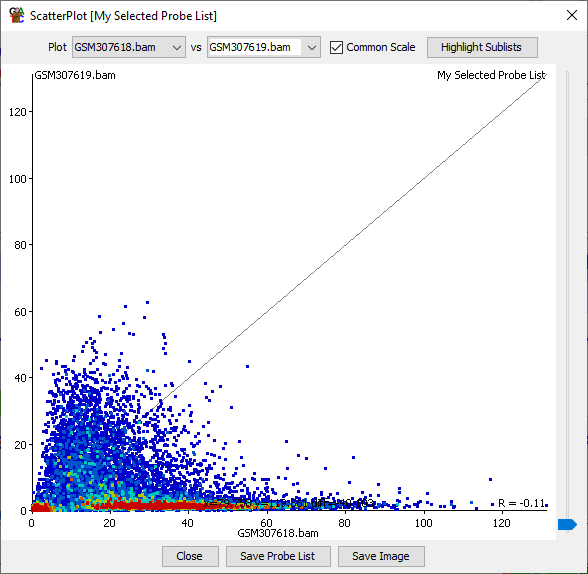 ScatterPlot [My Selected Probe List]
Plot GSM307618.bam vs GSM307619.bam Common Scale Highlight Sublists
GSM307619.bam My Selected Probe List
120
100
80
60
40
20
0
R = -0.11
0 20 40 60 80 100 120
GSM307618.bam
Close Save Probe List Save Image